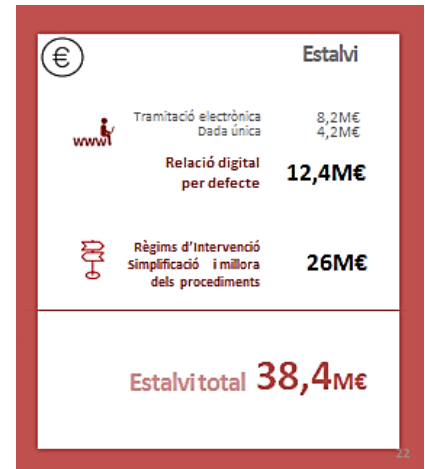 €
Estalvi
Tramitació electrònica 8,2M€
Dada única 4,2M€
www
Relació digital
per defecte 12,4M€
Règims d'Intervenció
Simplificació i millora 26M€
dels procediments
Estalvi total 38,4M€
22